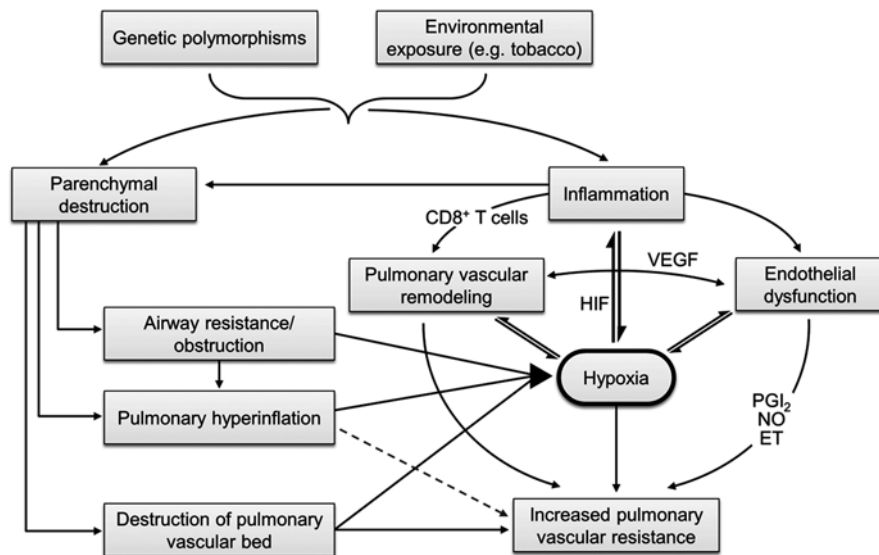 Genetic polymorphisms
Environmental
exposure (e.g. tobacco)
Parenchymal
destruction
Inflammation
CD8⁺ T cells
VEGF
Pulmonary vascular
remodeling
HIF
Endothelial
dysfunction
Airway resistance/
obstruction
Hypoxia
Pulmonary hyperinflation
PGI₂
NO
ET
Destruction of pulmonary
vascular bed
Increased pulmonary
vascular resistance